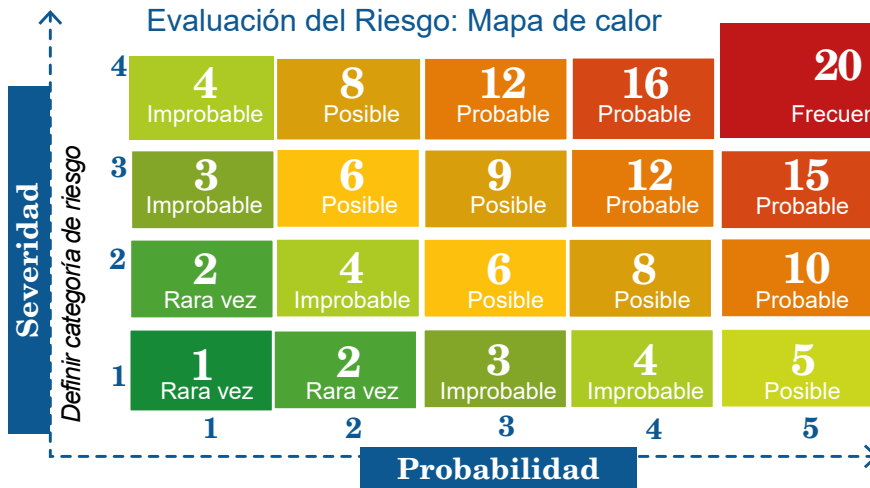 Evaluación del Riesgo: Mapa de calor
Severidad
Definir categoría de riesgo
4
4 8 12 16 20
Improbable Posible Probable Probable Frecuen
3
3 6 9 12 15
Improbable Posible Posible Probable Probable
2
2 4 6 8 10
Rara vez Improbable Posible Posible Probable
1
1 2 3 4 5
Rara vez Rara vez Improbable Improbable Posible
1 2 3 4 5
Probabilidad